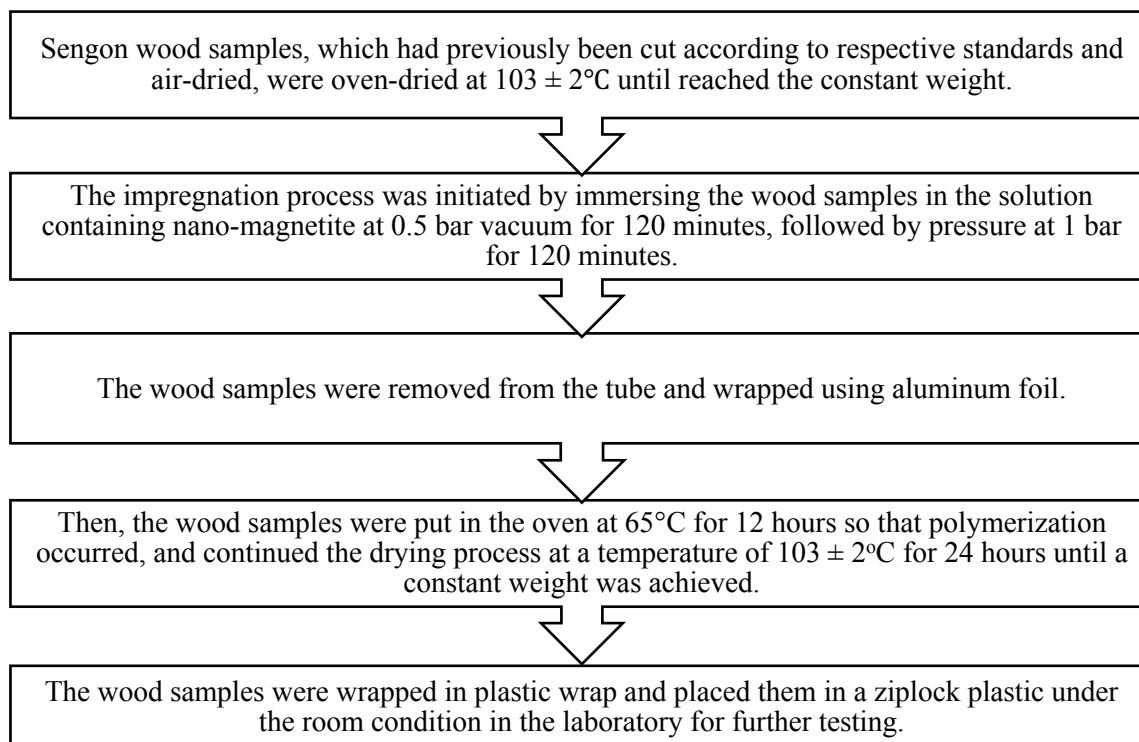 Sengon wood samples, which had previously been cut according to respective standards and
air-dried, were oven-dried at 103 ± 2°C until reached the constant weight.
The impregnation process was initiated by immersing the wood samples in the solution
containing nano-magnetite at 0.5 bar vacuum for 120 minutes, followed by pressure at 1 bar
for 120 minutes.
The wood samples were removed from the tube and wrapped using aluminum foil.
Then, the wood samples were put in the oven at 65°C for 12 hours so that polymerization
occurred, and continued the drying process at a temperature of 103 ± 2°C for 24 hours until a
constant weight was achieved.
The wood samples were wrapped in plastic wrap and placed them in a ziplock plastic under
the room condition in the laboratory for further testing.